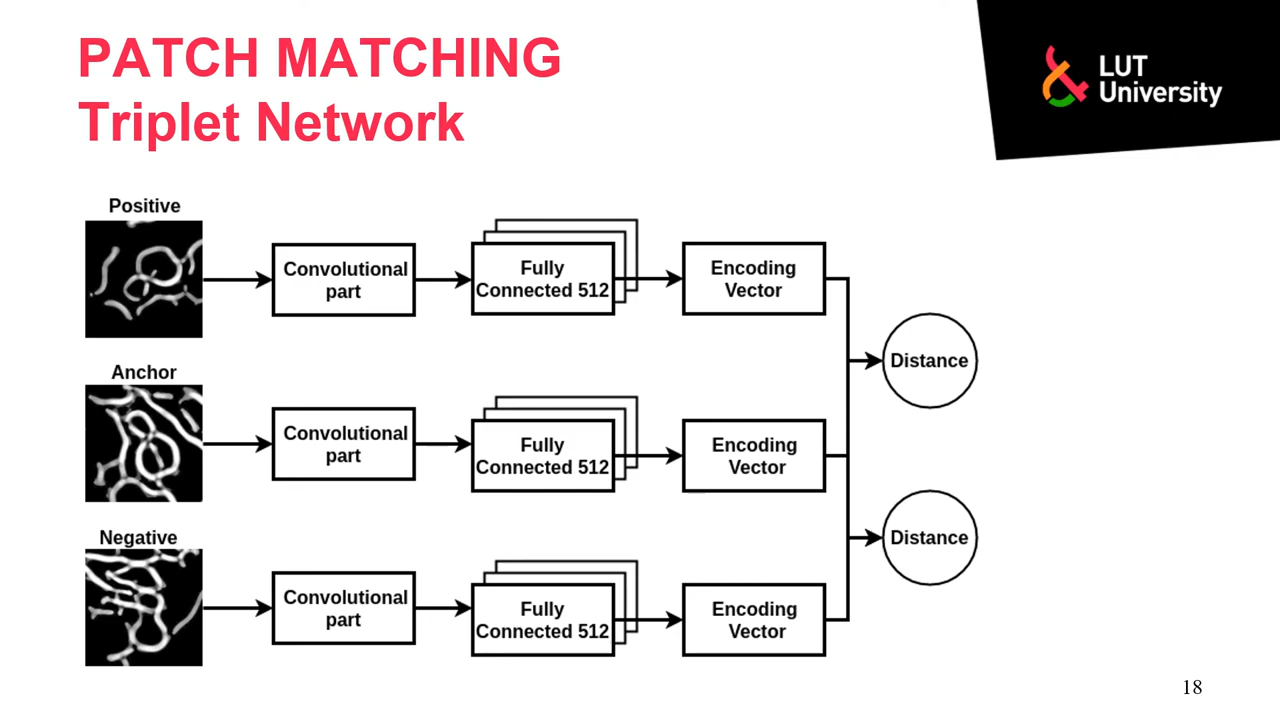 PATCH MATCHING
Triplet Network
LUT
University
Positive
Convolutional
part
Fully
Connected 512
Encoding
Vector
Distance
Anchor
Convolutional
part
Fully
Connected 512
Encoding
Vector
Distance
Negative
Convolutional
part
Fully
Connected 512
Encoding
Vector
18